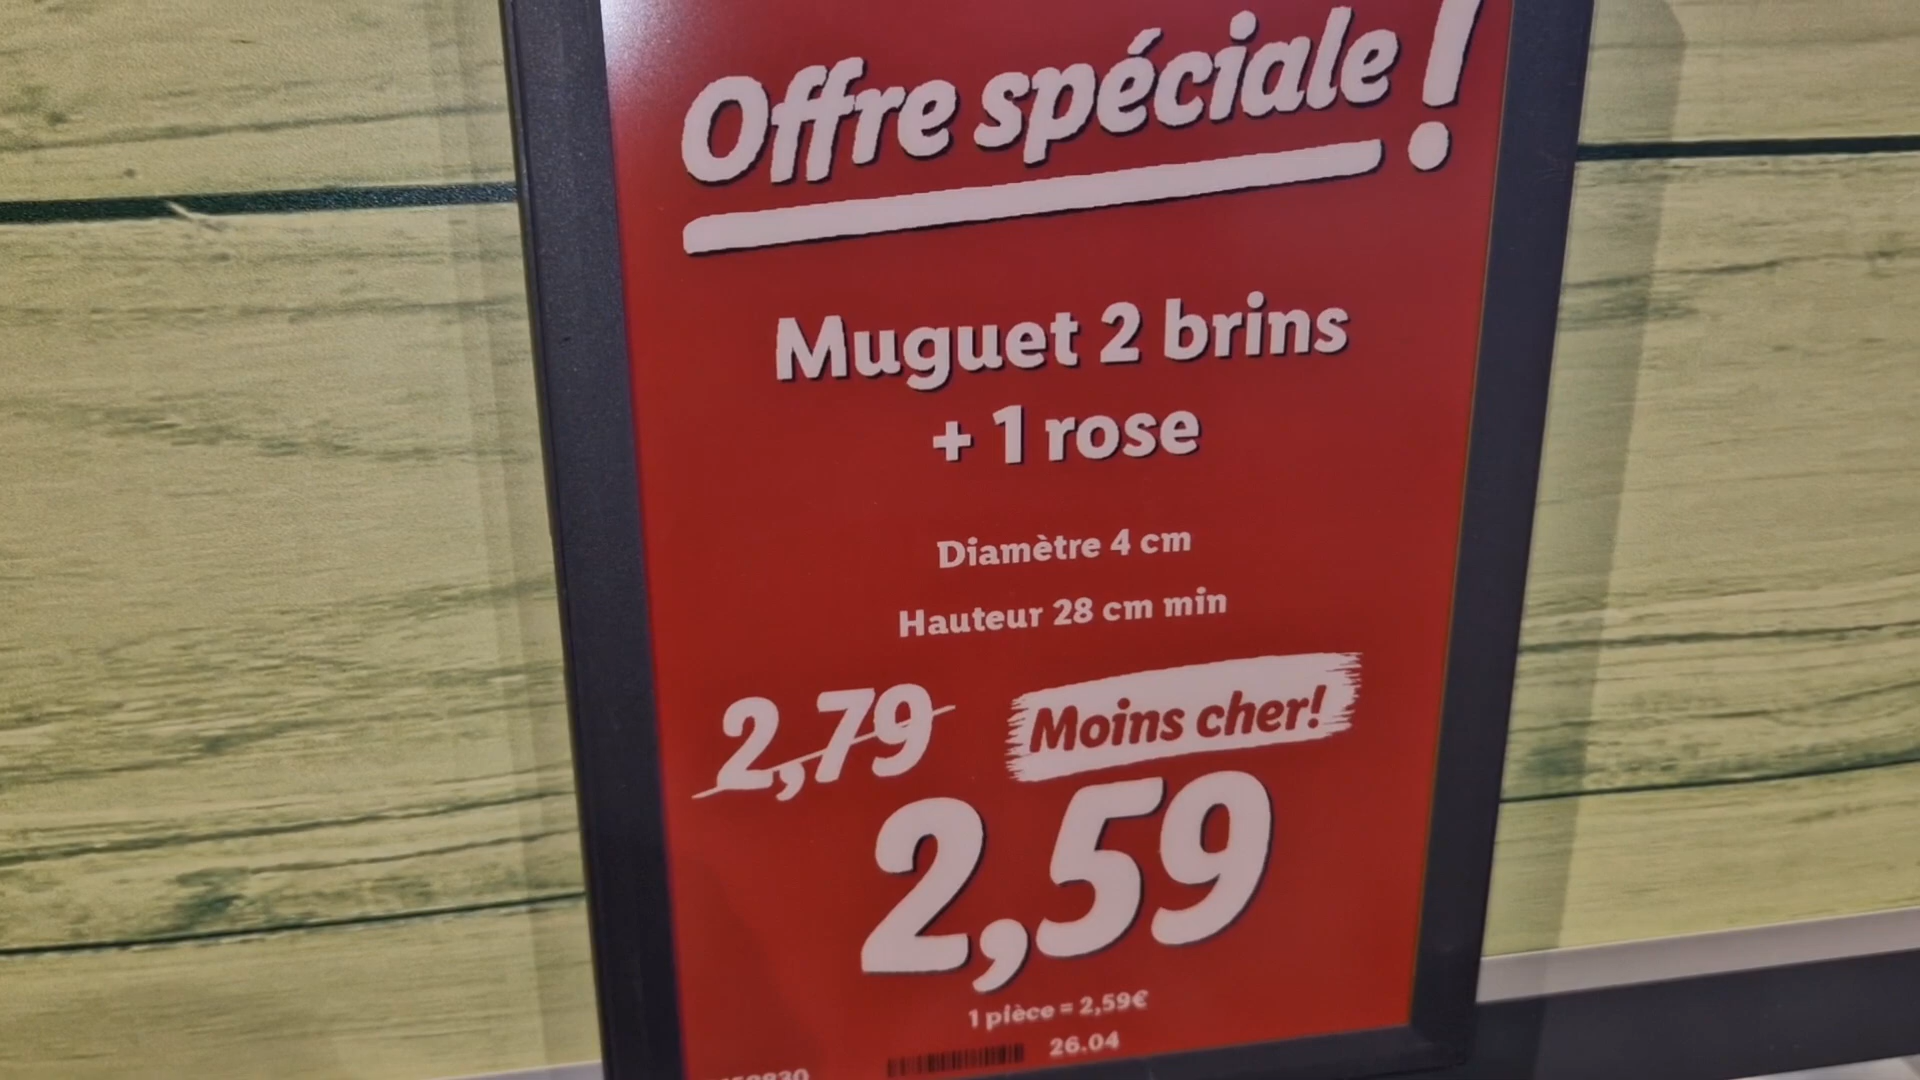 Offre spéciale!
Muguet 2 brins
+ 1 rose
Diamètre 4 cm
Hauteur 28 cm min
2,79 Moins cher!
2,59
1 pièce = 2,59€
26.04